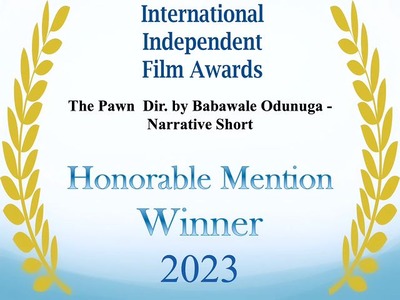 International
Independent
Film Awards
The Pawn Dir. by Babawale Odunuga -
Narrative Short
Honorable Mention
Winner
2023